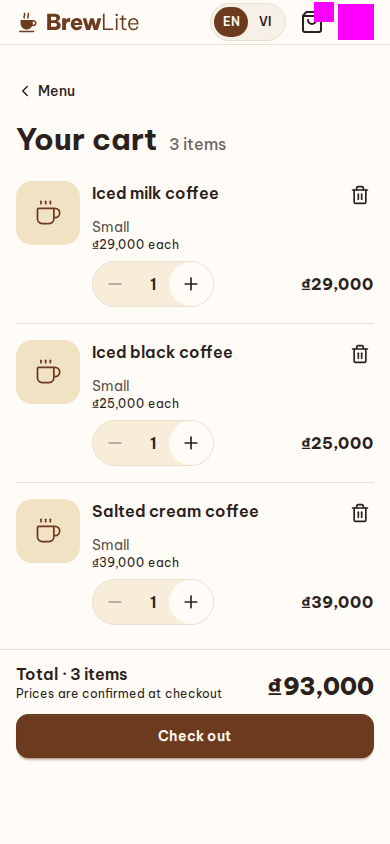 BrewLite
EN VI
Menu
Your cart 3 items
Iced milk coffee
Small
₫29,000 each
1
₫29,000
Iced black coffee
Small
₫25,000 each
1
₫25,000
Salted cream coffee
Small
₫39,000 each
1
₫39,000
Total · 3 items
Prices are confirmed at checkout
₫93,000
Check out